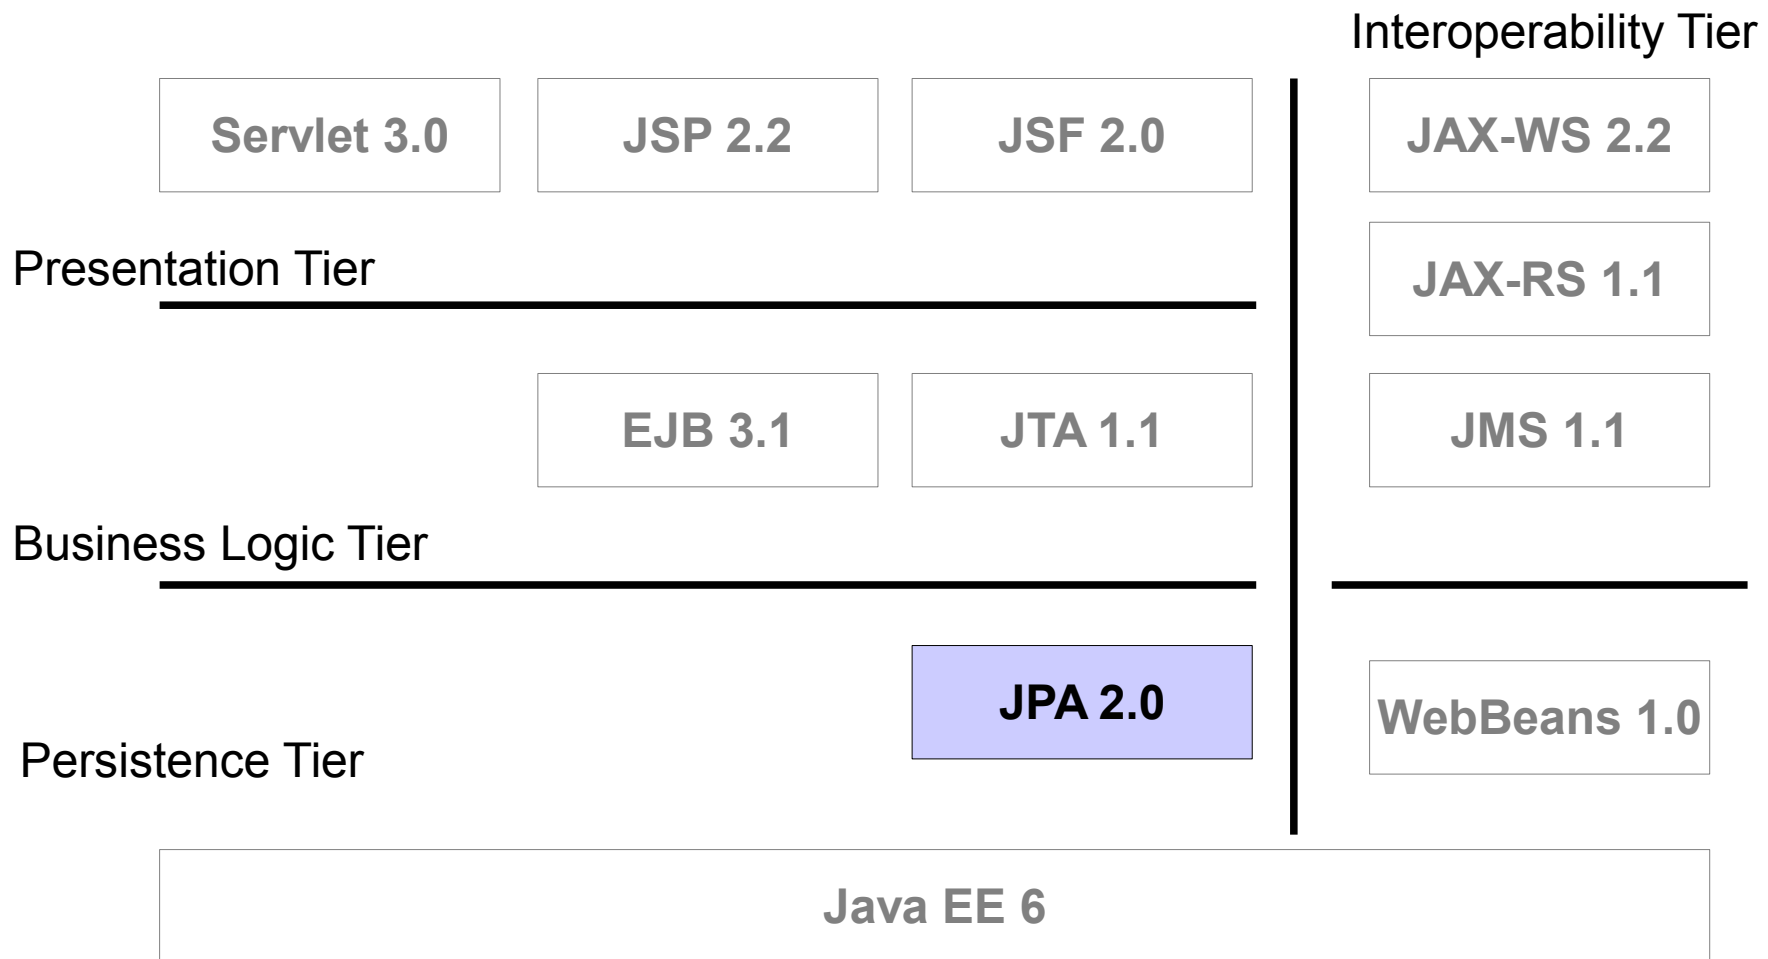 Interoperability Tier
Servlet 3.0
JSP 2.2
JSF 2.0
JAX-WS 2.2
Presentation Tier
JAX-RS 1.1
EJB 3.1
JTA 1.1
JMS 1.1
Business Logic Tier
JPA 2.0
WebBeans 1.0
Persistence Tier
Java EE 6